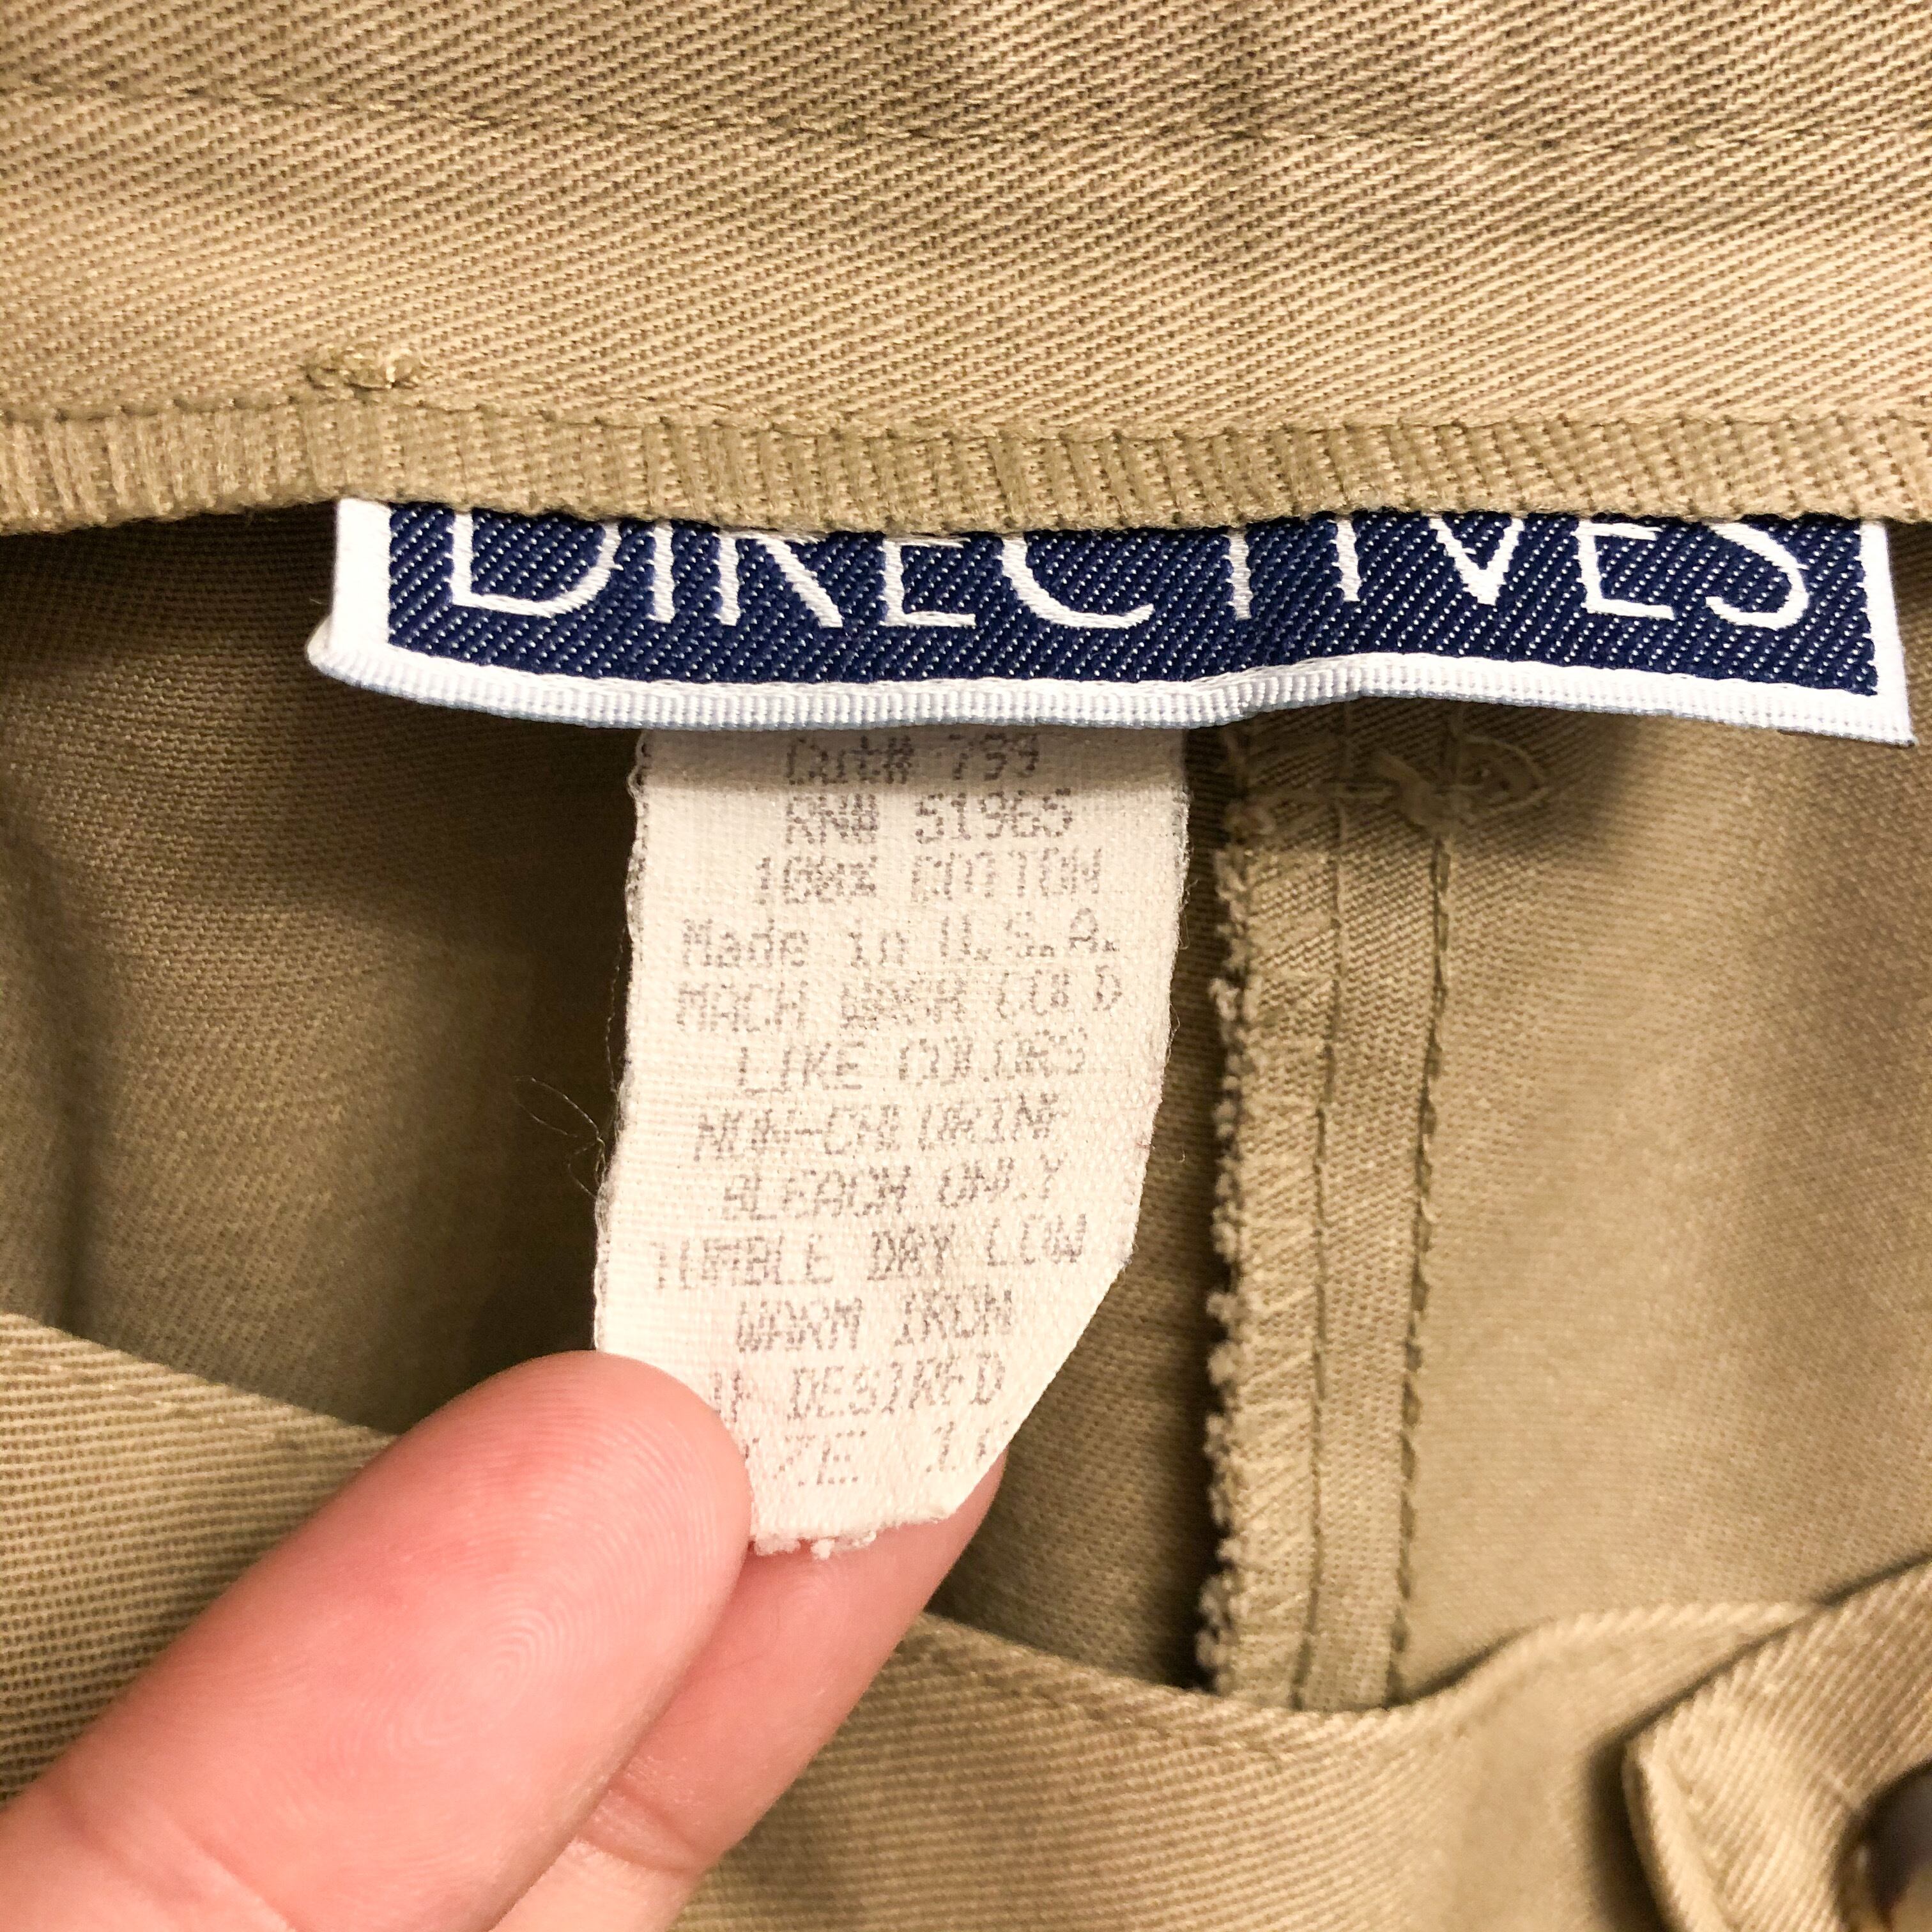 DIRECTIVES
Cut# 799
RN# 51965
100% COTTON
Made in U.S.A.
MACH WASH COLD
LIKE COLORS
NON-CHLORINE
BLEACH ONLY
TUMBLE DRY LOW
WARM IRON
IF DESIRED